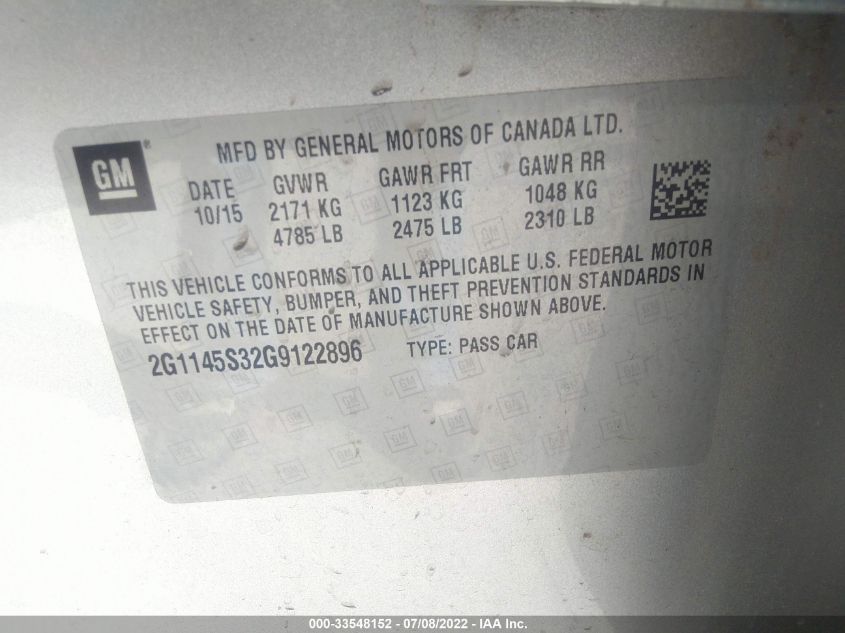 GM ®
MFD BY GENERAL MOTORS OF CANADA LTD.
DATE GVWR GAWR FRT GAWR RR
10/15 2171 KG 1123 KG 1048 KG
4785 LB 2475 LB 2310 LB
THIS VEHICLE CONFORMS TO ALL APPLICABLE U.S. FEDERAL MOTOR
VEHICLE SAFETY, BUMPER, AND THEFT PREVENTION STANDARDS IN
EFFECT ON THE DATE OF MANUFACTURE SHOWN ABOVE.
2G1145S32G9122896 TYPE: PASS CAR
000-33548152 - 07/08/2022 - IAA Inc.